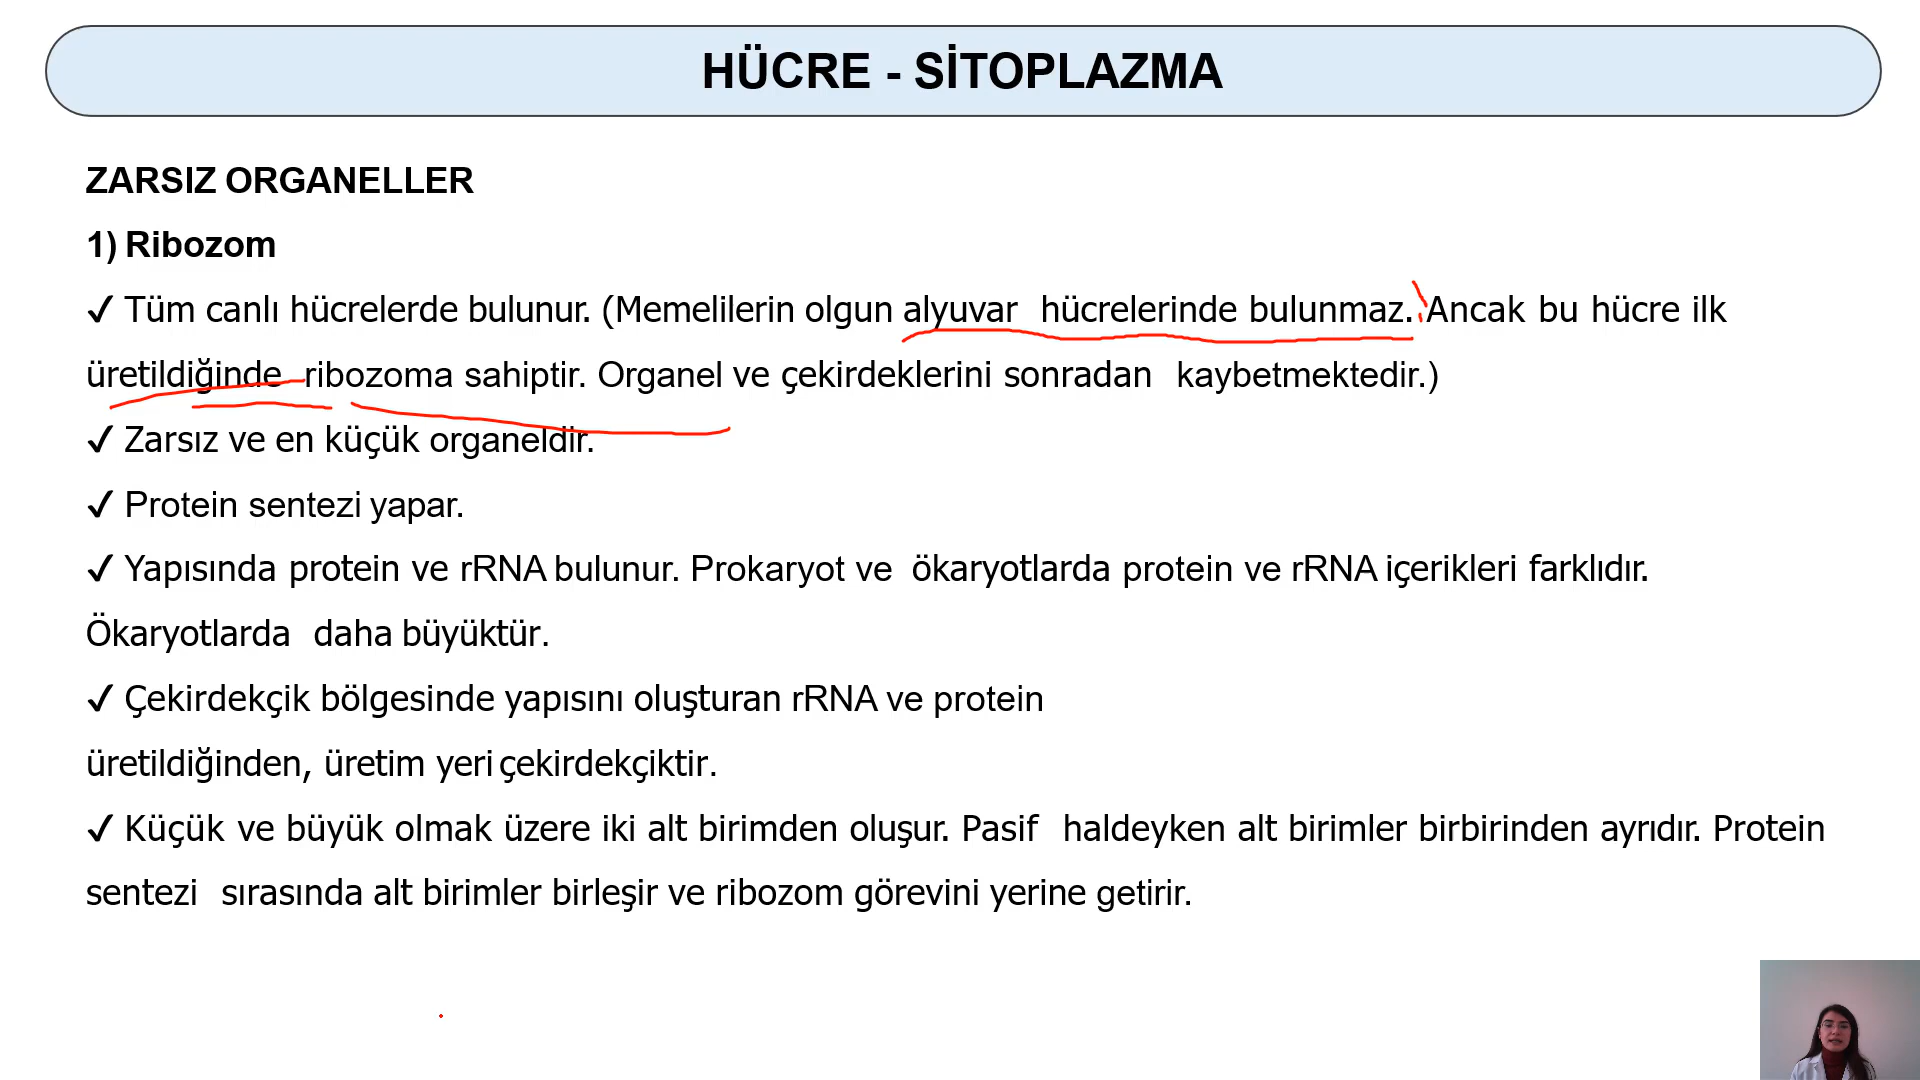 HÜCRE - SİTOPLAZMA
ZARSIZ ORGANELLER
1) Ribozom
✓ Tüm canlı hücrelerde bulunur. (Memelilerin olgun alyuvar hücrelerinde bulunmaz. Ancak bu hücre ilk
üretildiğinde ribozoma sahiptir. Organel ve çekirdeklerini sonradan kaybetmektedir.)
✓ Zarsız ve en küçük organeldir.
✓ Protein sentezi yapar.
✓ Yapısında protein ve rRNA bulunur. Prokaryot ve ökaryotlarda protein ve rRNA içerikleri farklıdır.
Ökaryotlarda daha büyüktür.
✓ Çekirdekçik bölgesinde yapısını oluşturan rRNA ve protein
üretildiğinden, üretim yeri çekirdekçiktir.
✓ Küçük ve büyük olmak üzere iki alt birimden oluşur. Pasif haldeyken alt birimler birbirinden ayrıdır. Protein
sentezi sırasında alt birimler birleşir ve ribozom görevini yerine getirir.